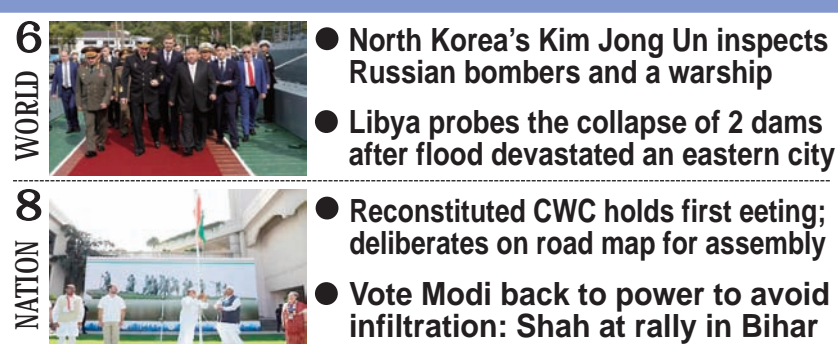 6
WORLD
● North Korea’s Kim Jong Un inspects
Russian bombers and a warship
● Libya probes the collapse of 2 dams
after flood devastated an eastern city
8
NATION
● Reconstituted CWC holds first eeting;
deliberates on road map for assembly
● Vote Modi back to power to avoid
infiltration: Shah at rally in Bihar